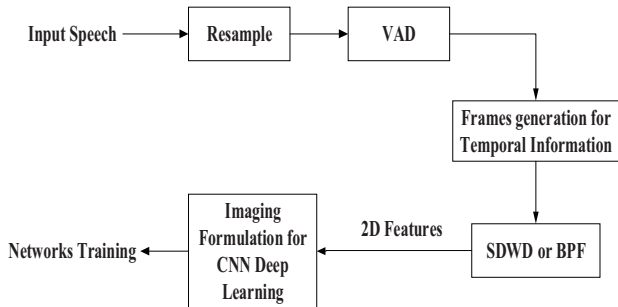 Input Speech
Resample
VAD
Frames generation for
Temporal Information
SDWD or BPF
2D Features
Imaging
Formulation for
CNN Deep
Learning
Networks Training